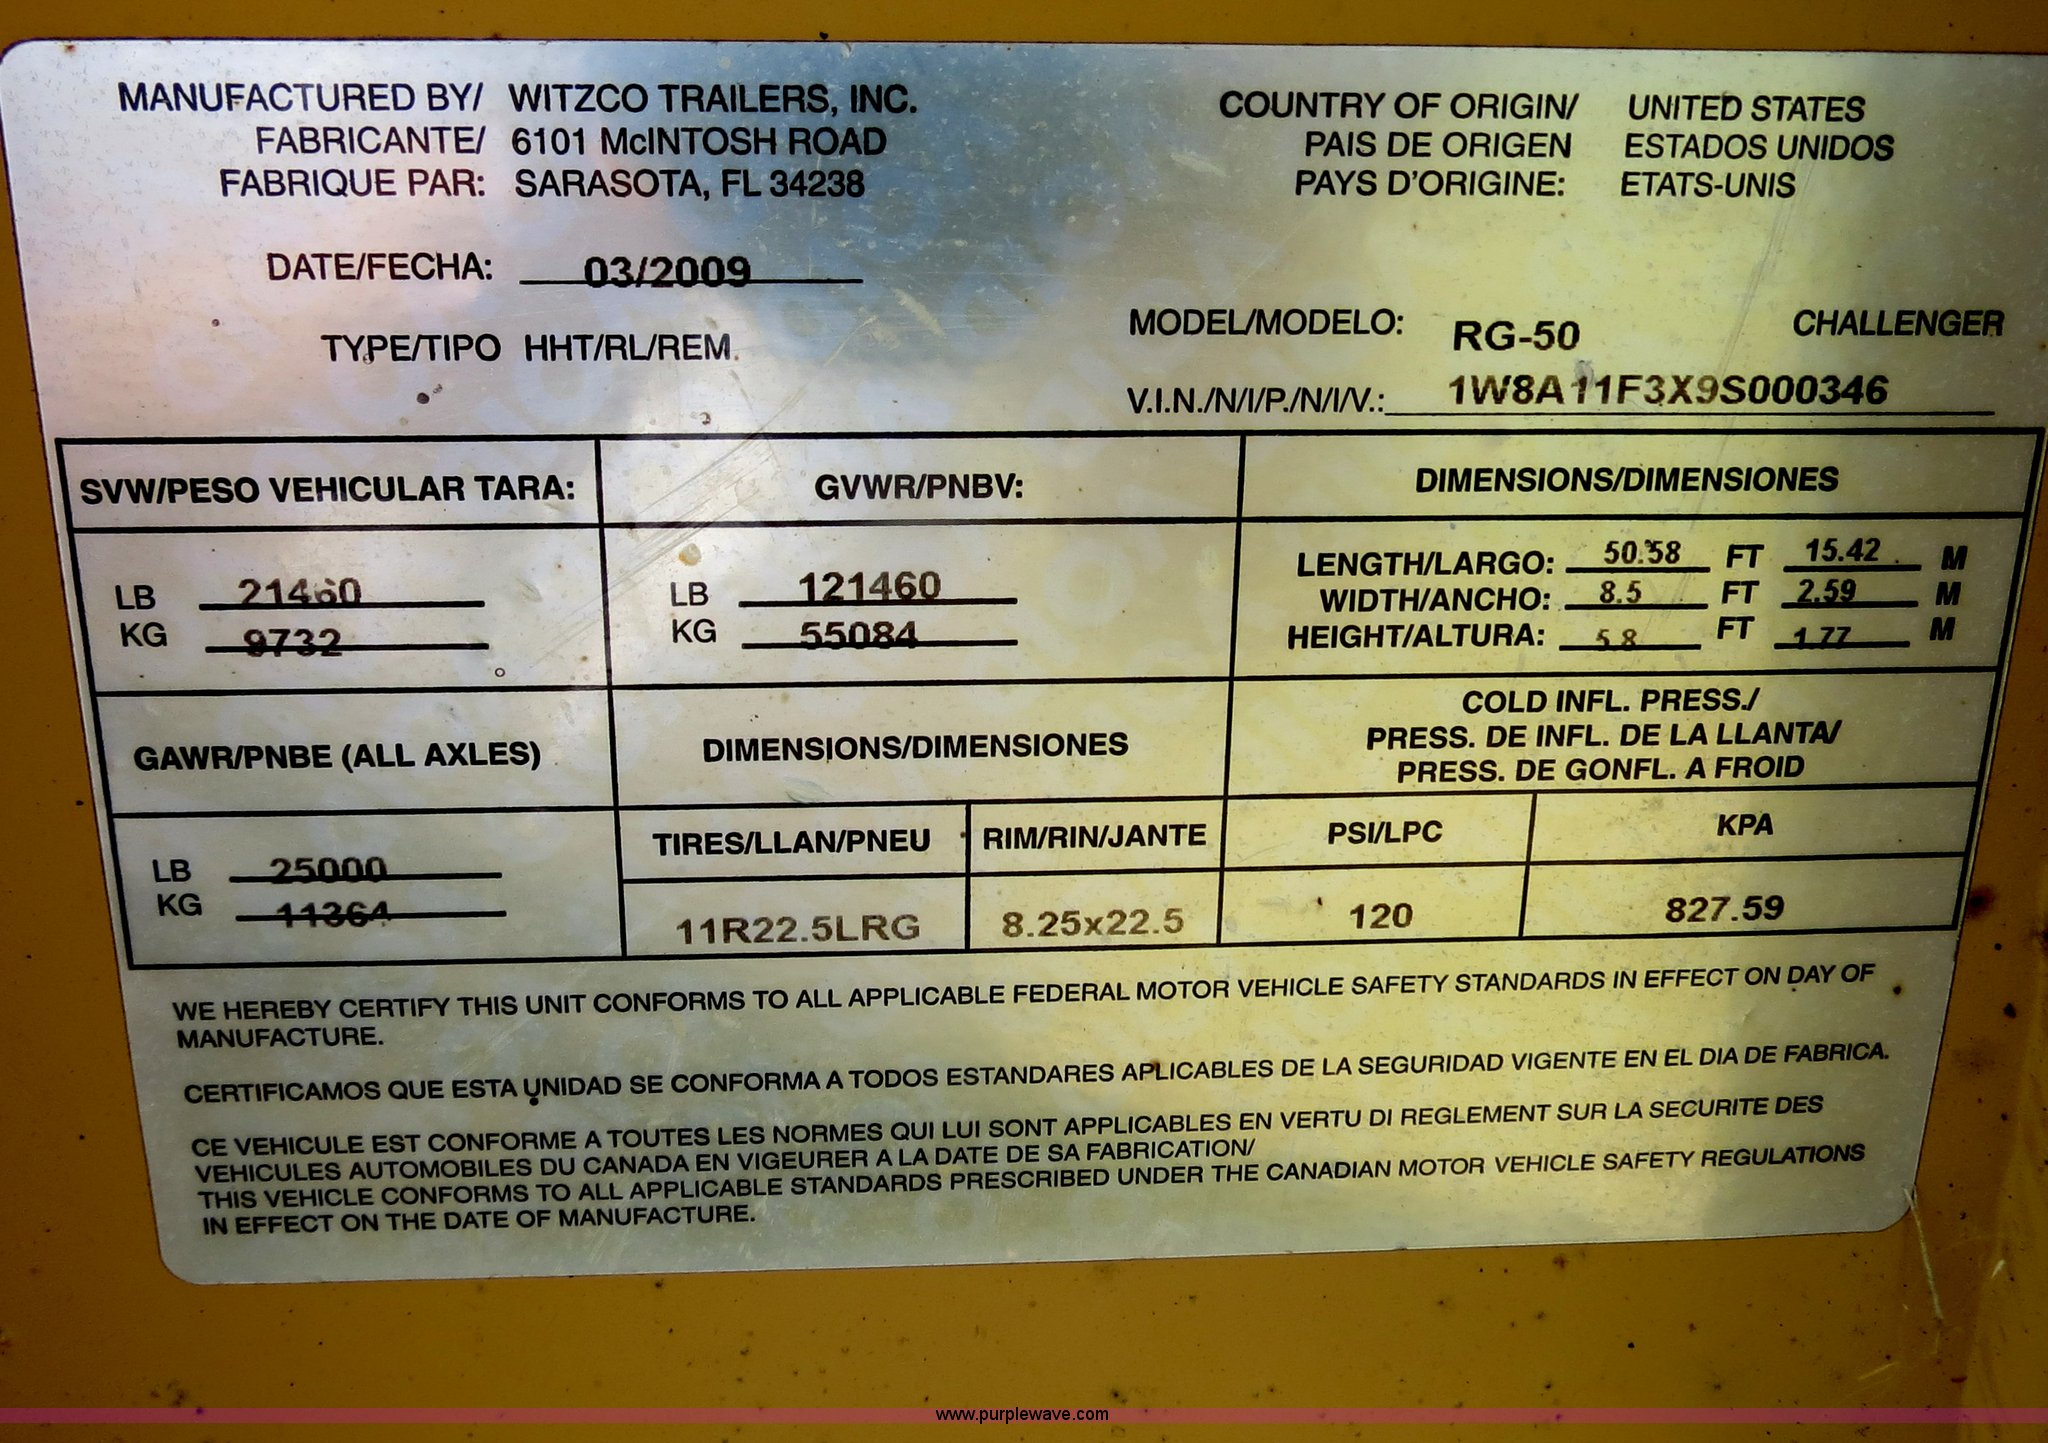 MANUFACTURED BY/ WITZCO TRAILERS, INC.
FABRICANTE/ 6101 McINTOSH ROAD
FABRIQUE PAR: SARASOTA, FL 34238
COUNTRY OF ORIGIN/ UNITED STATES
PAIS DE ORIGEN ESTADOS UNIDOS
PAYS D'ORIGINE: ETATS-UNIS
DATE/FECHA: 03/2009
TYPE/TIPO HHT/RL/REM.
MODEL/MODELO: RG-50 CHALLENGER
V.I.N./N/I/P./N/I/V.: 1W8A11F3X9S000346
SVW/PESO VEHICULAR TARA:
LB 21460
KG 9732
GVWR/PNBV:
LB 121460
KG 55084
DIMENSIONS/DIMENSIONES
LENGTH/LARGO: 50.58 FT 15.42 M
WIDTH/ANCHO: 8.5 FT 2.59 M
HEIGHT/ALTURA: 5.8 FT 1.77 M
GAWR/PNBE (ALL AXLES)
LB 25000
KG 11364
DIMENSIONS/DIMENSIONES
TIRES/LLAN/PNEU RIM/RIN/JANTE
11R22.5LRG 8.25x22.5
COLD INFL. PRESS./
PRESS. DE INFL. DE LA LLANTA/
PRESS. DE GONFL. A FROID
PSI/LPC KPA
120 827.59
WE HEREBY CERTIFY THIS UNIT CONFORMS TO ALL APPLICABLE FEDERAL MOTOR VEHICLE SAFETY STANDARDS IN EFFECT ON DAY OF
MANUFACTURE.
CERTIFICAMOS QUE ESTA UNIDAD SE CONFORMA A TODOS ESTANDARES APLICABLES DE LA SEGURIDAD VIGENTE EN EL DIA DE FABRICA.
CE VEHICULE EST CONFORME A TOUTES LES NORMES QUI LUI SONT APPLICABLES EN VERTU DI REGLEMENT SUR LA SECURITE DES
VEHICULES AUTOMOBILES DU CANADA EN VIGEURER A LA DATE DE SA FABRICATION/
THIS VEHICLE CONFORMS TO ALL APPLICABLE STANDARDS PRESCRIBED UNDER THE CANADIAN MOTOR VEHICLE SAFETY REGULATIONS
IN EFFECT ON THE DATE OF MANUFACTURE.
www.purplewave.com